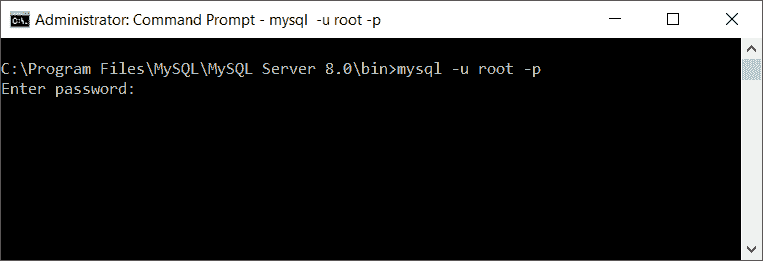 Administrator: Command Prompt - mysql  -u root -p
C:\Program Files\MySQL\MySQL Server 8.0\bin>mysql -u root -p
Enter password: